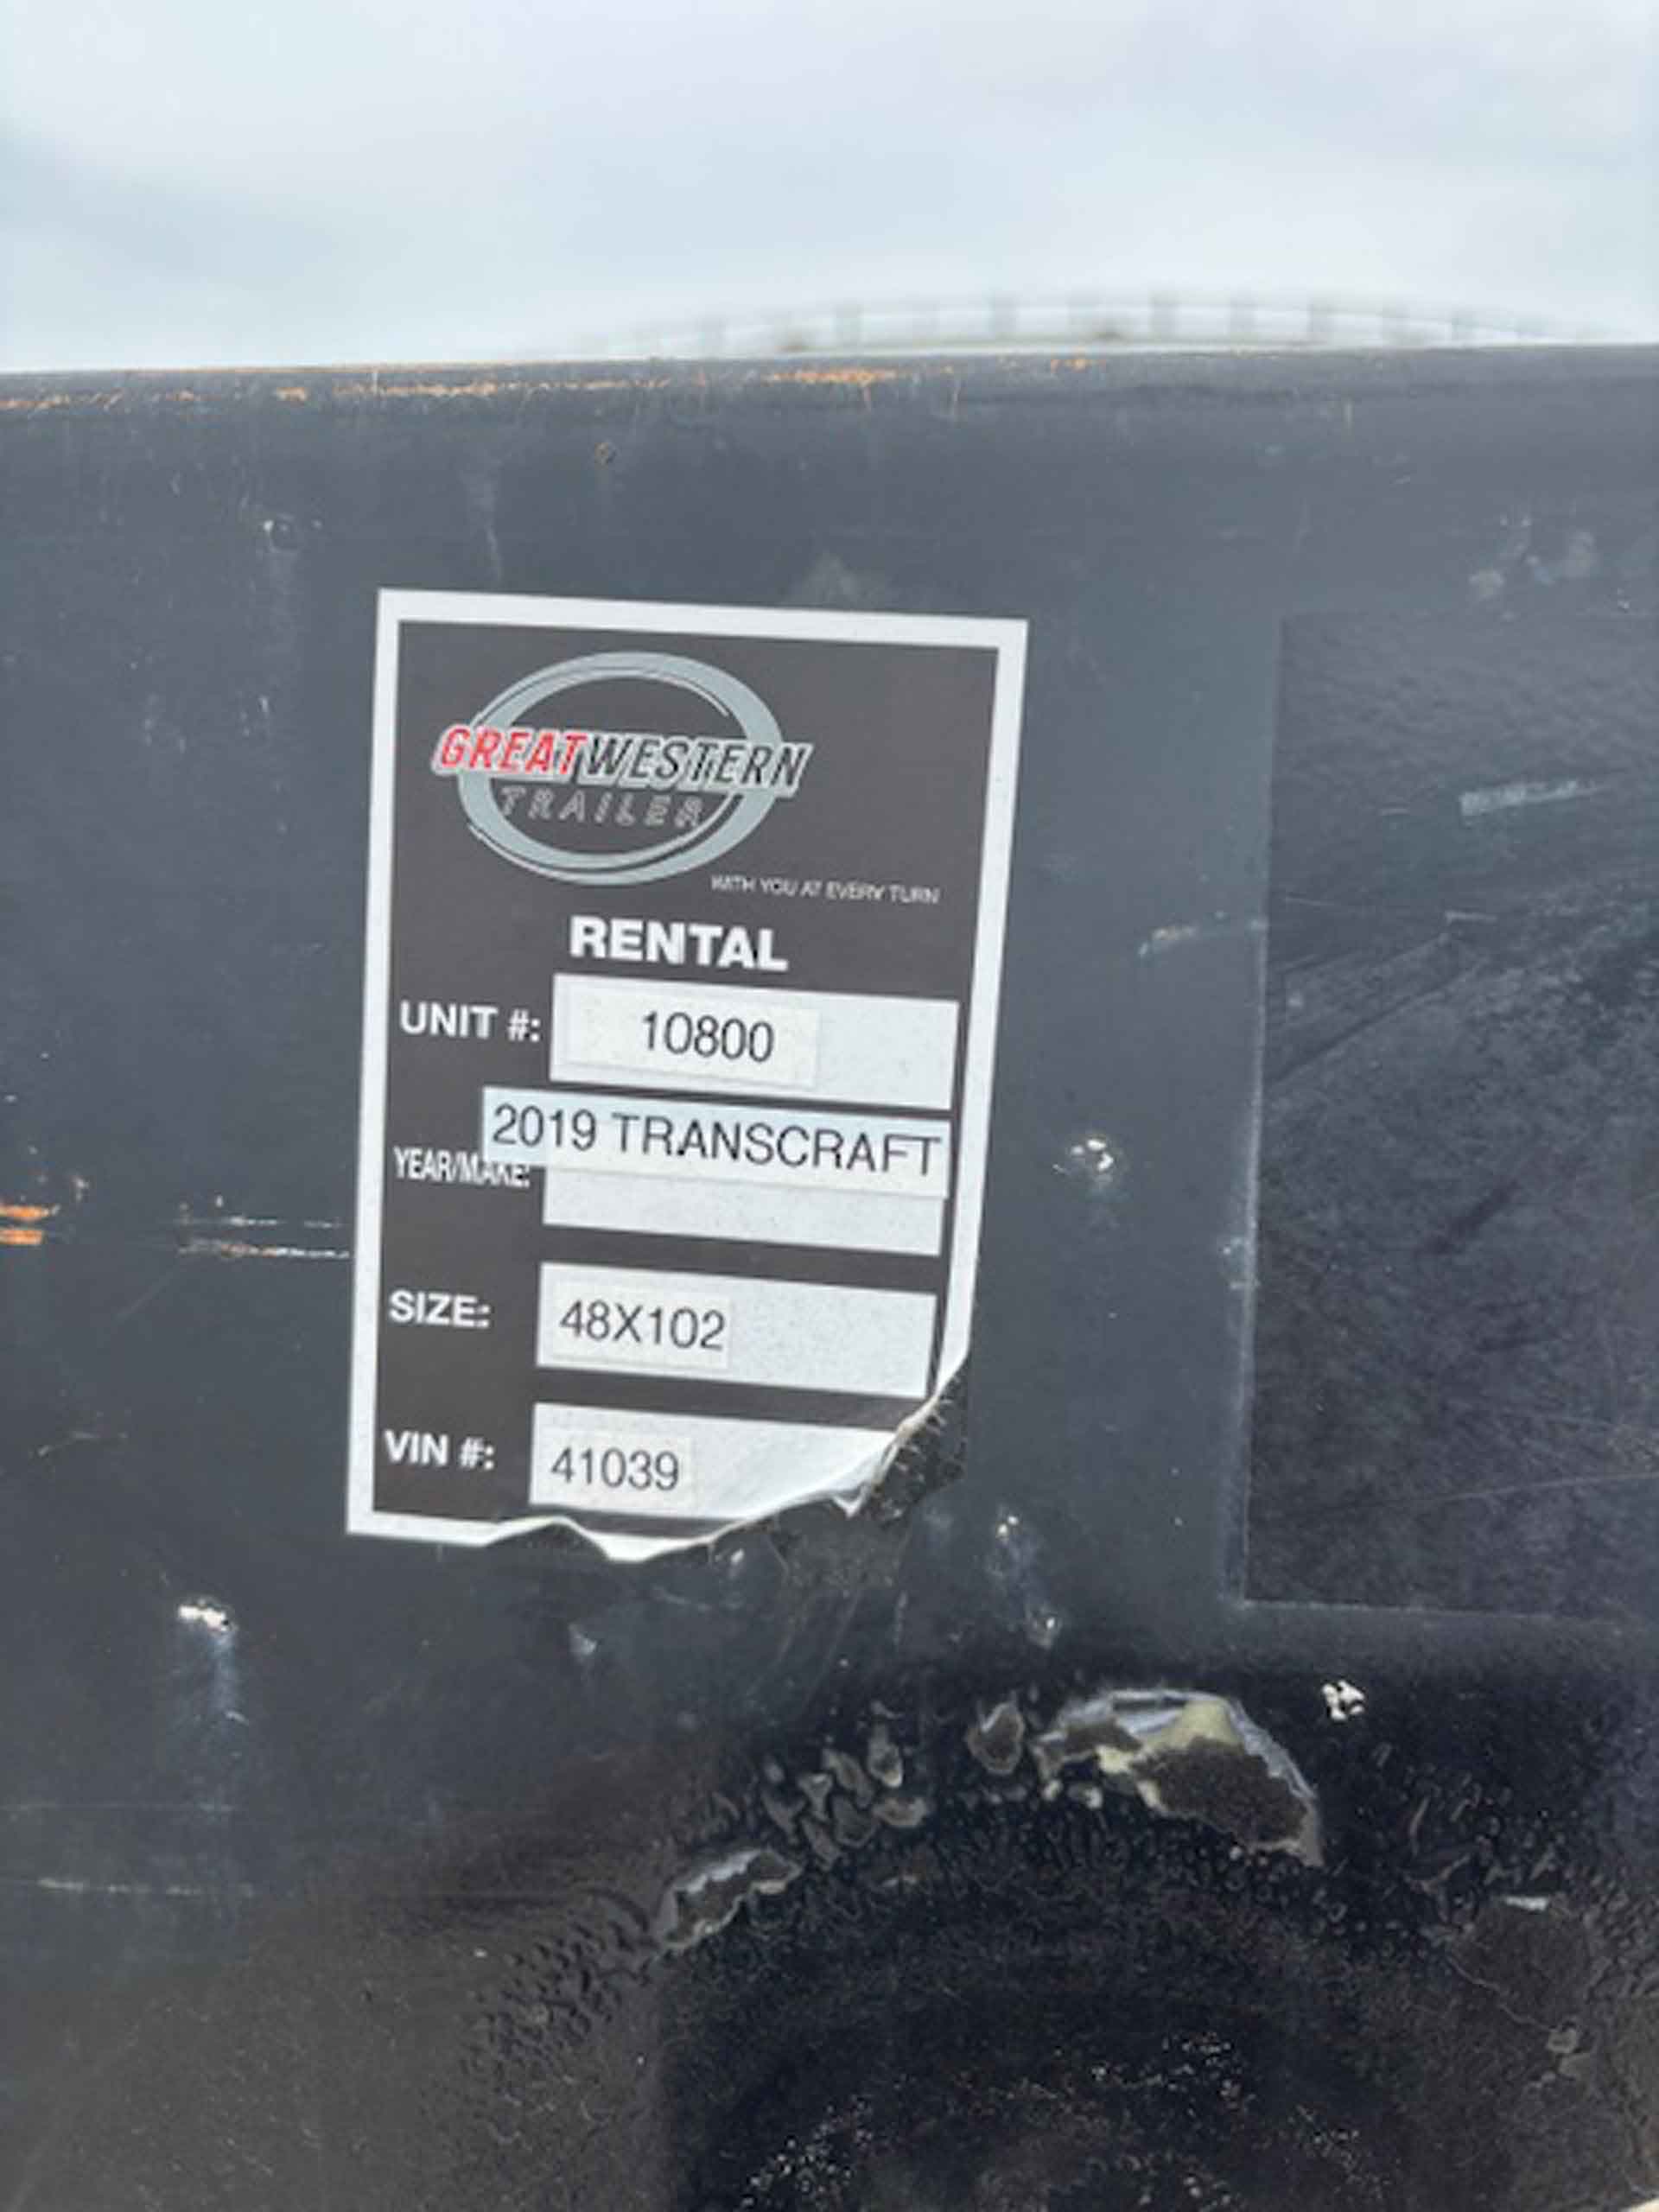 GREATWESTERN
TRAILER
WITH YOU AT EVERY TURN
RENTAL
UNIT #: 10800
YEAR/MAKE: 2019 TRANSCRAFT
SIZE: 48X102
VIN #: 41039